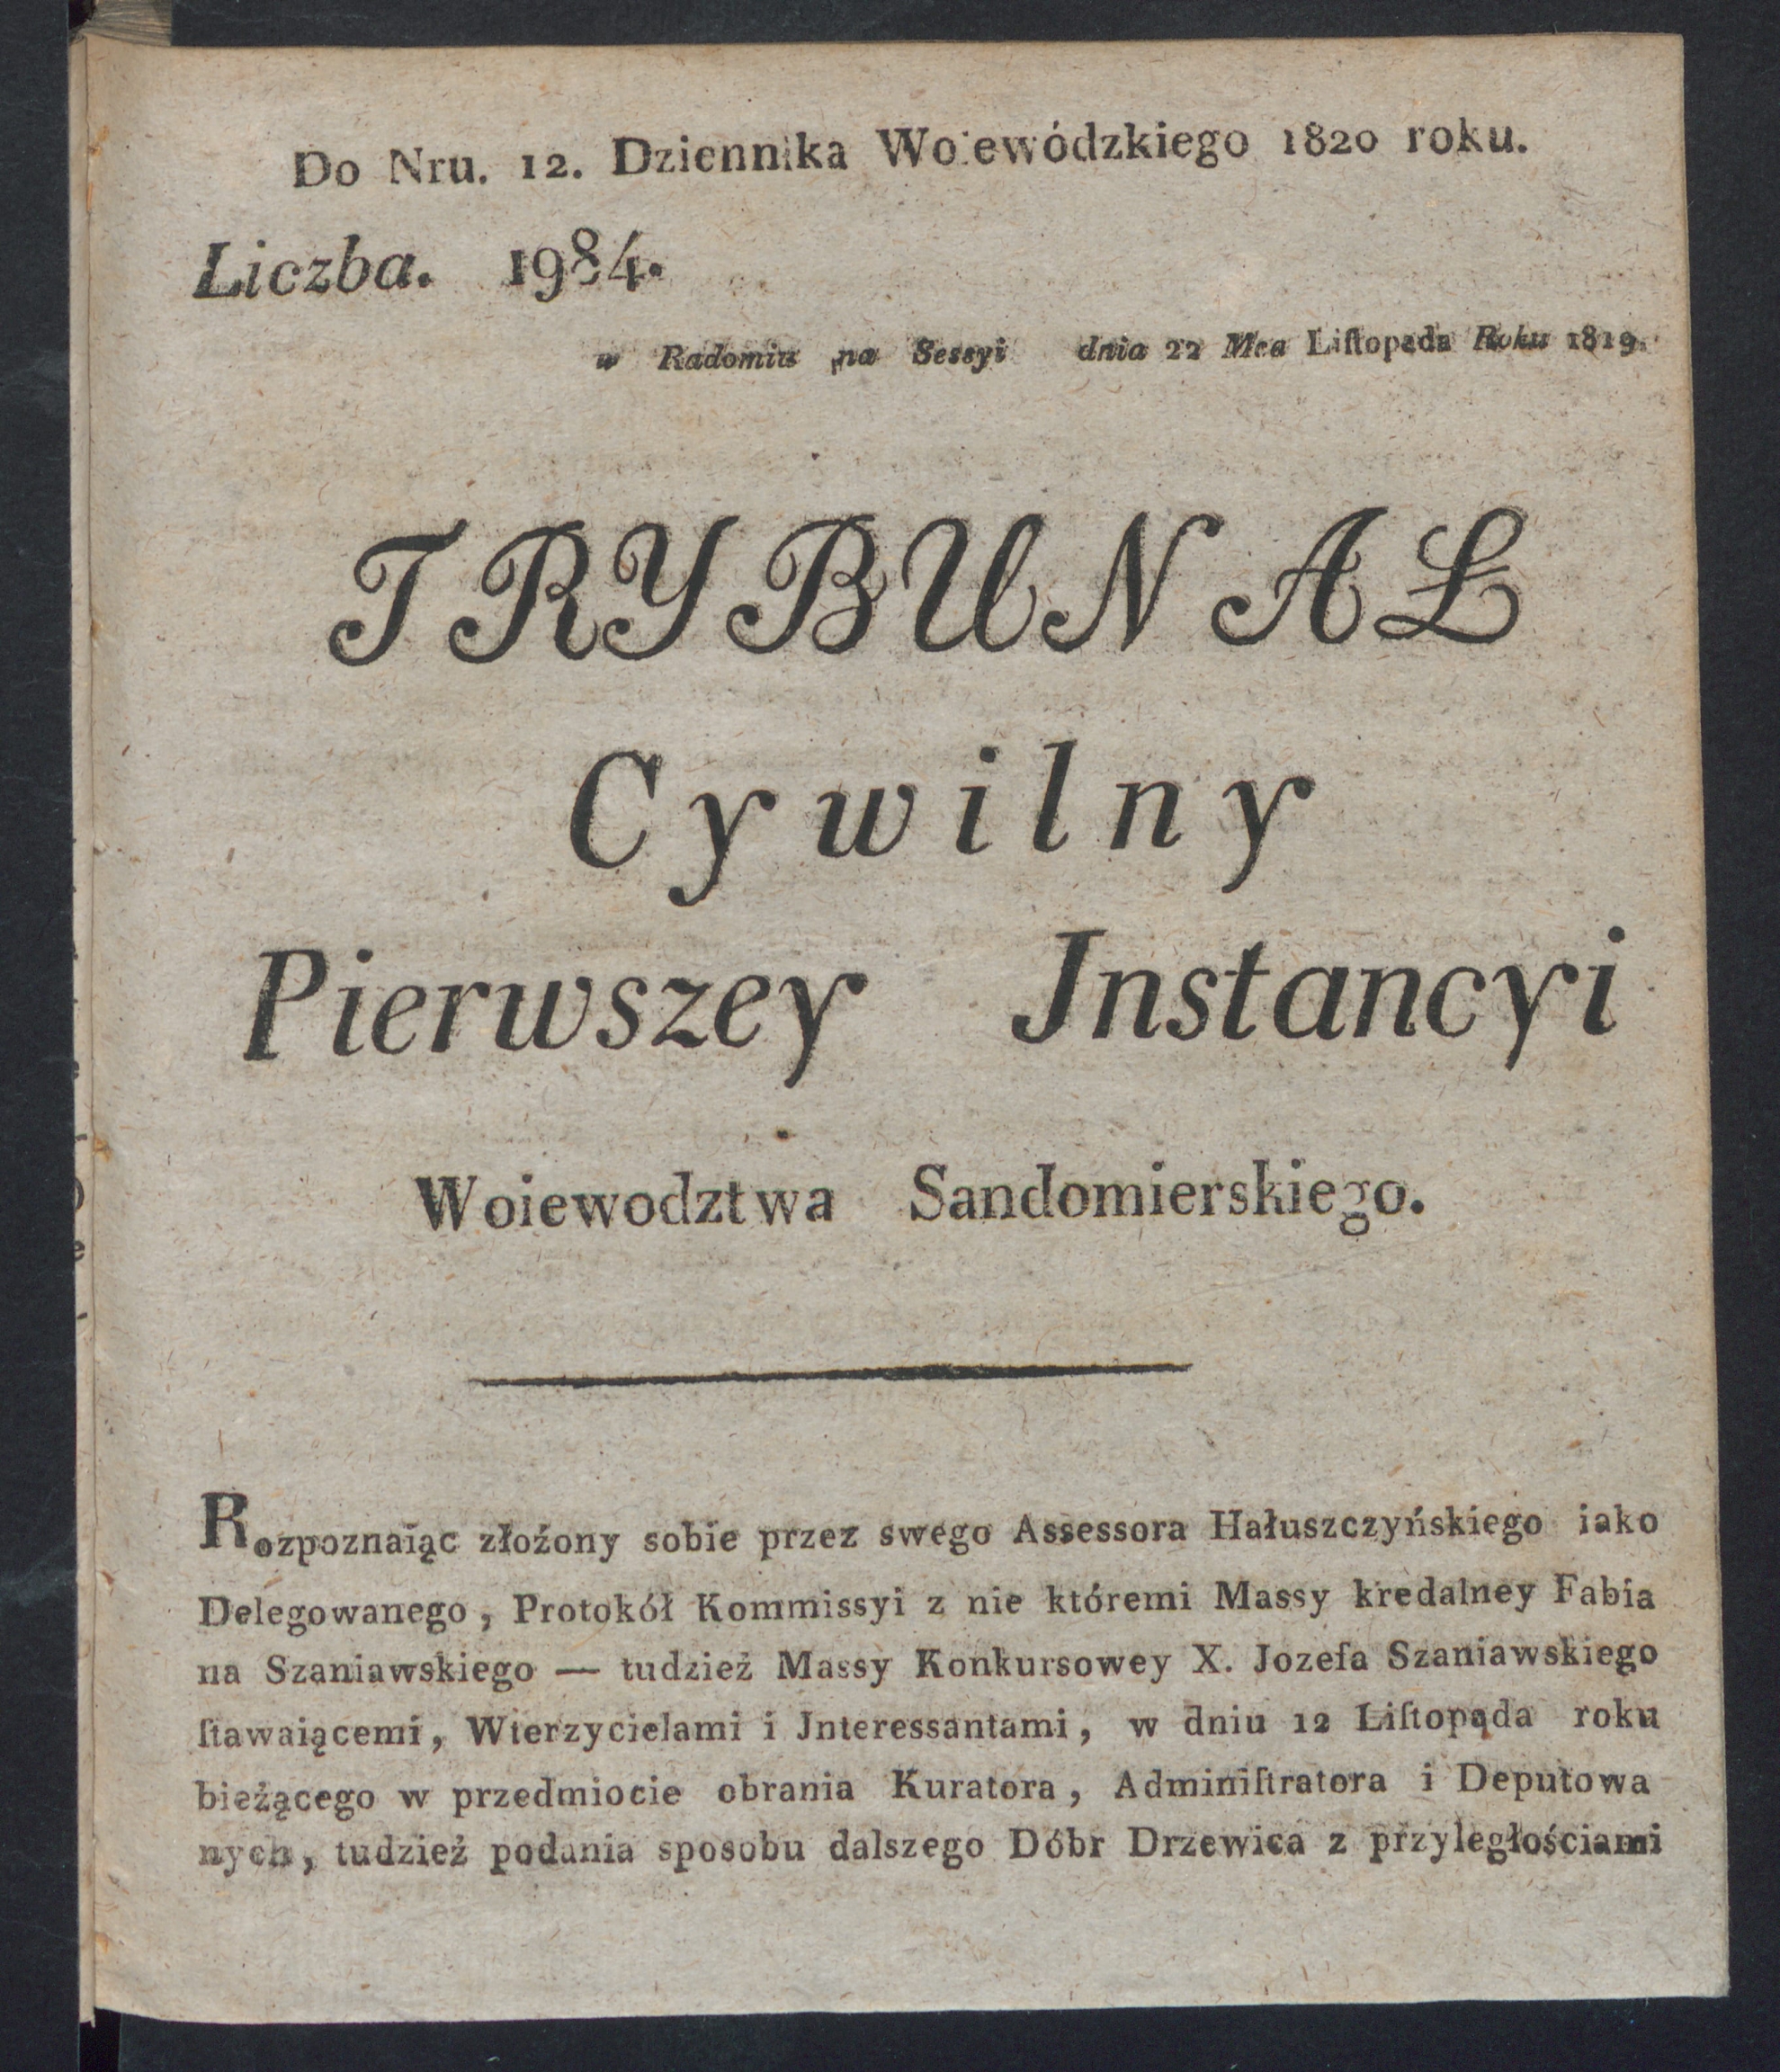 Do Nru. 12. Dziennika Woiewódzkiego 1820 roku.
Liczba. 1984.
w Radomiu na Sessyi dnia 22 Mca Liſtopada Roku 1819.
TRYBUNAŁ
Cywilny
Pierwszey Jnstancyi
Woiewodztwa Sandomierskiego.
Rozpoznaiąc złożony sobie przez swego Assessora Hałuszczyńskiego iako
Delegowanego, Protokół Kommissyi z nie któremi Massy kredalney Fabia
na Szaniawskiego — tudzież Massy Konkursowey X. Jozefa Szaniawskiego
ſtawaiącemi, Wierzycielami i Jnteressantami, w dniu 12 Liſtopąda roku
bieżącego w przedmiocie obrania Kuratora, Adminiſtratora i Deputowa
nych, tudzież podania sposobu dalszego Dóbr Drzewica z przyległościami